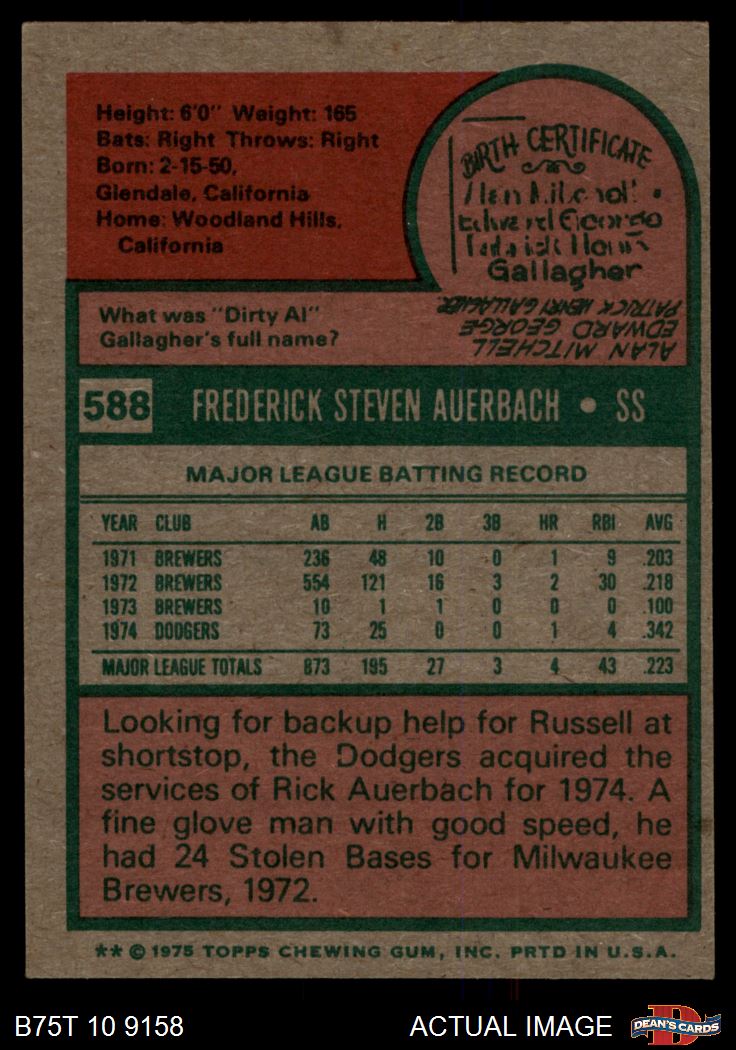 Height: 6'0" Weight: 165
Bats: Right Throws: Right
Born: 2-15-50,
Glendale, California
Home: Woodland Hills,
California
BIRTH CERTIFICATE
Gallagher
What was "Dirty Al"
Gallagher's full name?
ALAN MITCHELL
EDWARD GEORGE
PATRICK HENRY GALLAGHER.
588 FREDERICK STEVEN AUERBACH • SS
MAJOR LEAGUE BATTING RECORD
YEAR CLUB AB H 2B 3B HR RBI AVG
1971 BREWERS 236 48 10 0 1 9 .203
1972 BREWERS 554 121 16 3 2 30 .218
1973 BREWERS 10 1 1 0 0 0 .100
1974 DODGERS 73 25 0 0 1 4 .342
MAJOR LEAGUE TOTALS 873 195 27 3 4 43 .223
Looking for backup help for Russell at
shortstop, the Dodgers acquired the
services of Rick Auerbach for 1974. A
fine glove man with good speed, he
had 24 Stolen Bases for Milwaukee
Brewers, 1972.
** © 1975 TOPPS CHEWING GUM, INC. PRTD IN U.S.A.
B75T 10 9158 ACTUAL IMAGE
DEAN'S CARDS